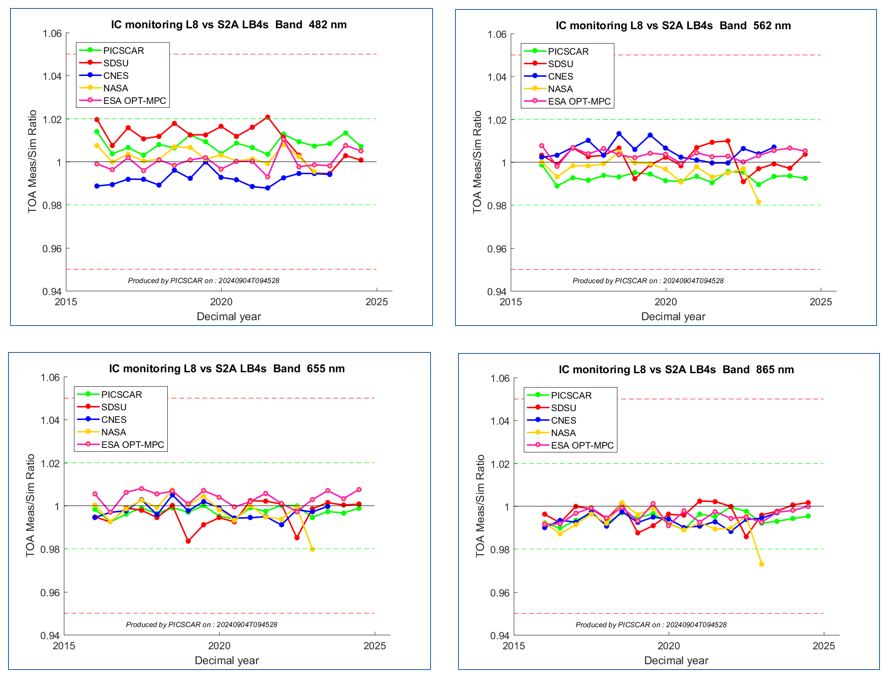 IC monitoring L8 vs S2A LB4s Band 482 nm
1.06
1.04
1.02
1
0.98
0.96
0.94
TOA Meas/Sim Ratio
PICSCAR
SDSU
CNES
NASA
ESA OPT-MPC
Produced by PICSCAR on : 20240904T094528
2015
2020
2025
Decimal year
IC monitoring L8 vs S2A LB4s Band 562 nm
1.06
1.04
1.02
1
0.98
0.96
0.94
TOA Meas/Sim Ratio
PICSCAR
SDSU
CNES
NASA
ESA OPT-MPC
Produced by PICSCAR on : 20240904T094528
2015
2020
2025
Decimal year
IC monitoring L8 vs S2A LB4s Band 655 nm
1.06
1.04
1.02
1
0.98
0.96
0.94
TOA Meas/Sim Ratio
PICSCAR
SDSU
CNES
NASA
ESA OPT-MPC
Produced by PICSCAR on : 20240904T094528
2015
2020
2025
Decimal year
IC monitoring L8 vs S2A LB4s Band 865 nm
1.06
1.04
1.02
1
0.98
0.96
0.94
TOA Meas/Sim Ratio
PICSCAR
SDSU
CNES
NASA
ESA OPT-MPC
Produced by PICSCAR on : 20240904T094528
2015
2020
2025
Decimal year